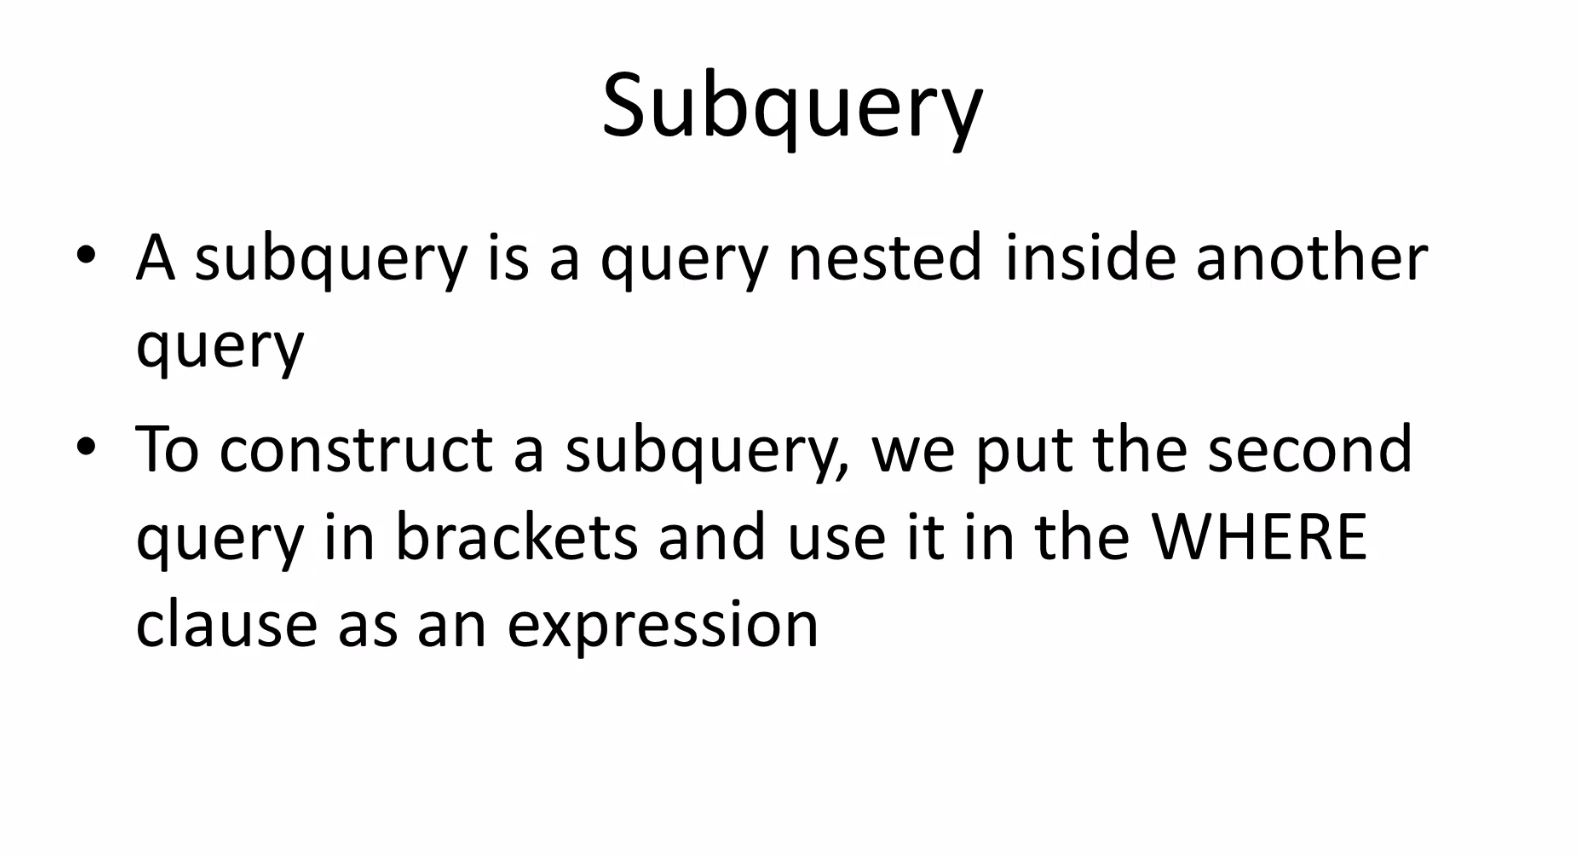 Subquery
• A subquery is a query nested inside another
query
• To construct a subquery, we put the second
query in brackets and use it in the WHERE
clause as an expression